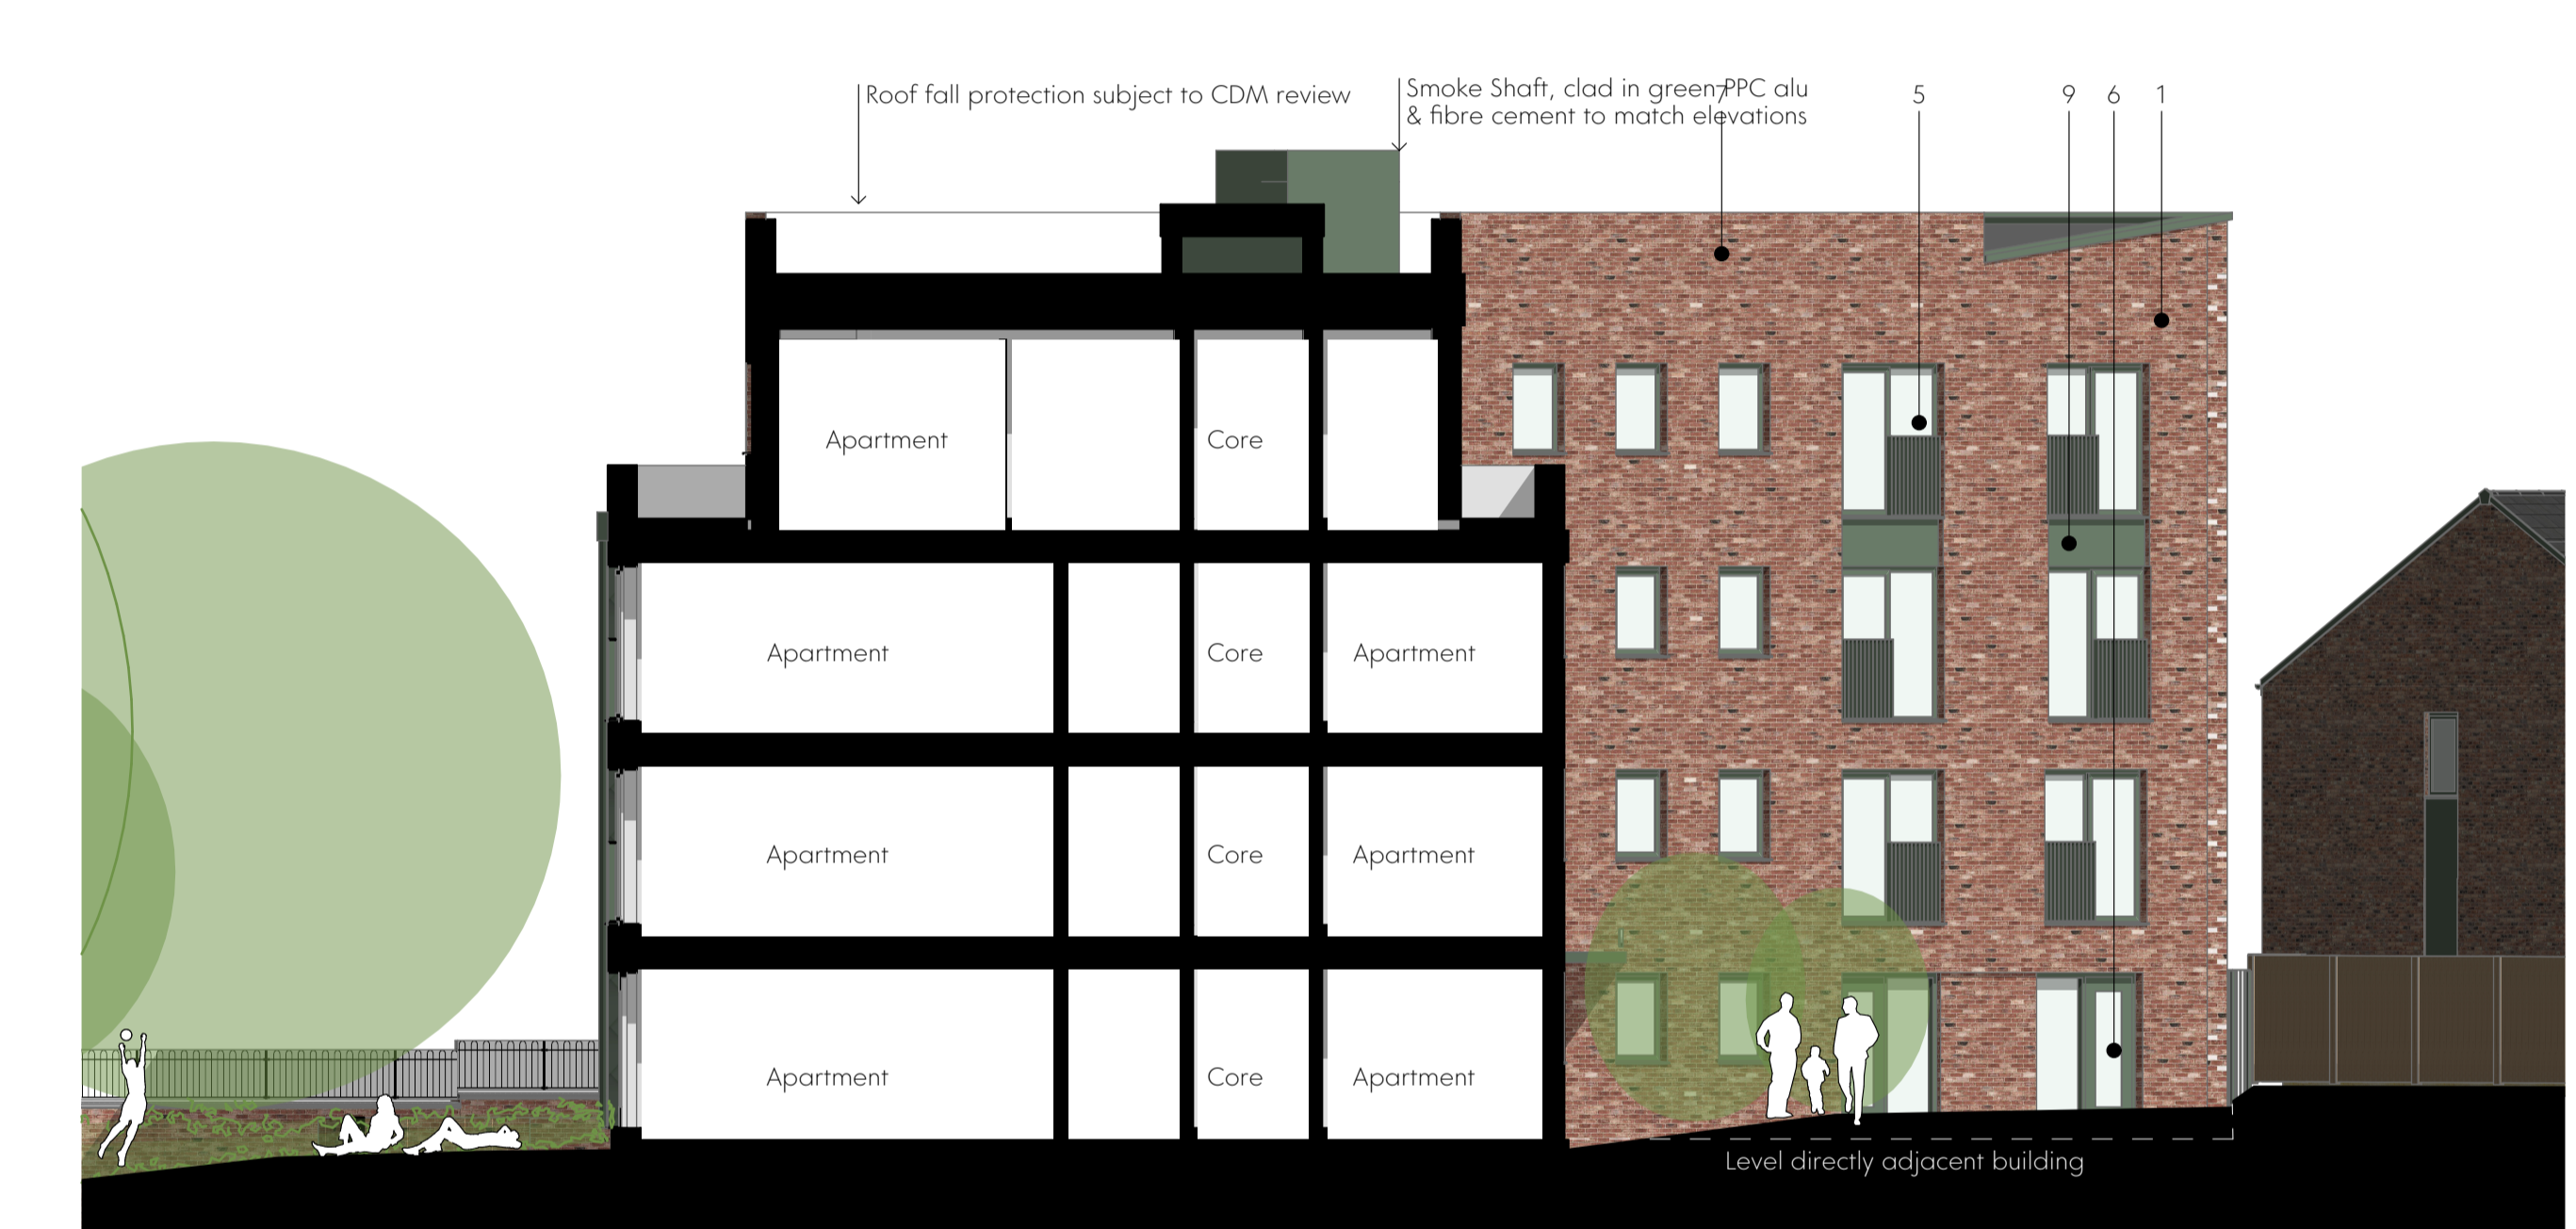 Roof fall protection subject to CDM review
Smoke Shaft, clad in green PPC alu
& fibre cement to match elevations
7
5
9
6
1
Apartment
Core
Apartment
Core
Apartment
Apartment
Core
Apartment
Apartment
Core
Apartment
Level directly adjacent building